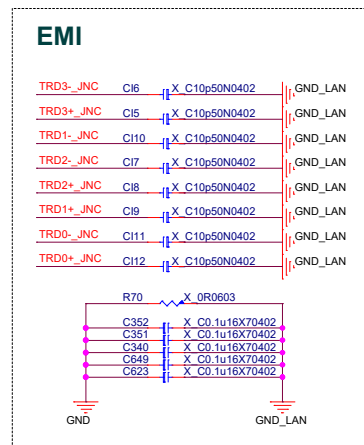 EMI
TRD3-_JNC CI6 X_C10p50N0402 GND_LAN
TRD3+_JNC CI5 X_C10p50N0402 GND_LAN
TRD1-_JNC CI10 X_C10p50N0402 GND_LAN
TRD2-_JNC CI7 X_C10p50N0402 GND_LAN
TRD2+_JNC CI8 X_C10p50N0402 GND_LAN
TRD1+_JNC CI9 X_C10p50N0402 GND_LAN
TRD0-_JNC CI11 X_C10p50N0402 GND_LAN
TRD0+_JNC CI12 X_C10p50N0402 GND_LAN
R70 X_0R0603
C352 X_C0.1u16X70402
C351 X_C0.1u16X70402
C340 X_C0.1u16X70402
C649 X_C0.1u16X70402
C623 X_C0.1u16X70402
GND GND_LAN